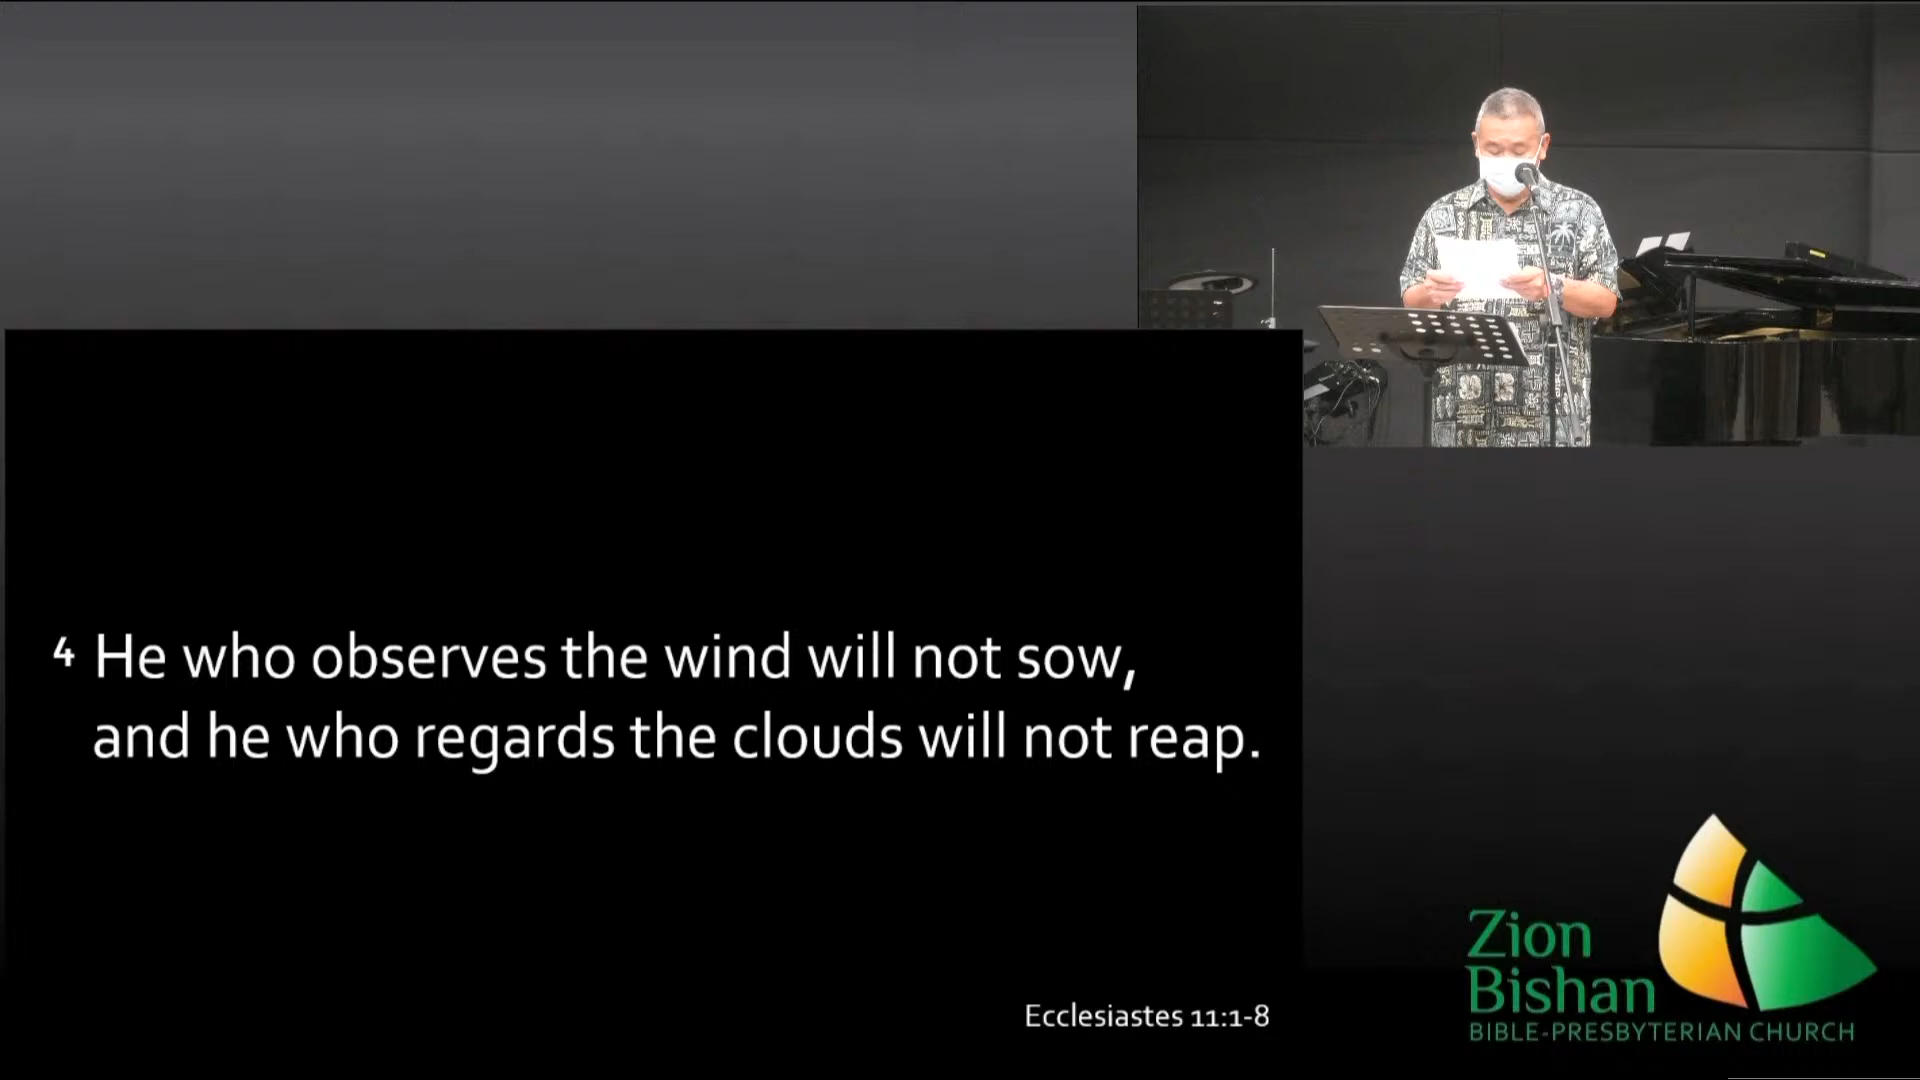 4 He who observes the wind will not sow,
and he who regards the clouds will not reap.
Ecclesiastes 11:1-8
Zion
Bishan
BIBLE-PRESBYTERIAN CHURCH